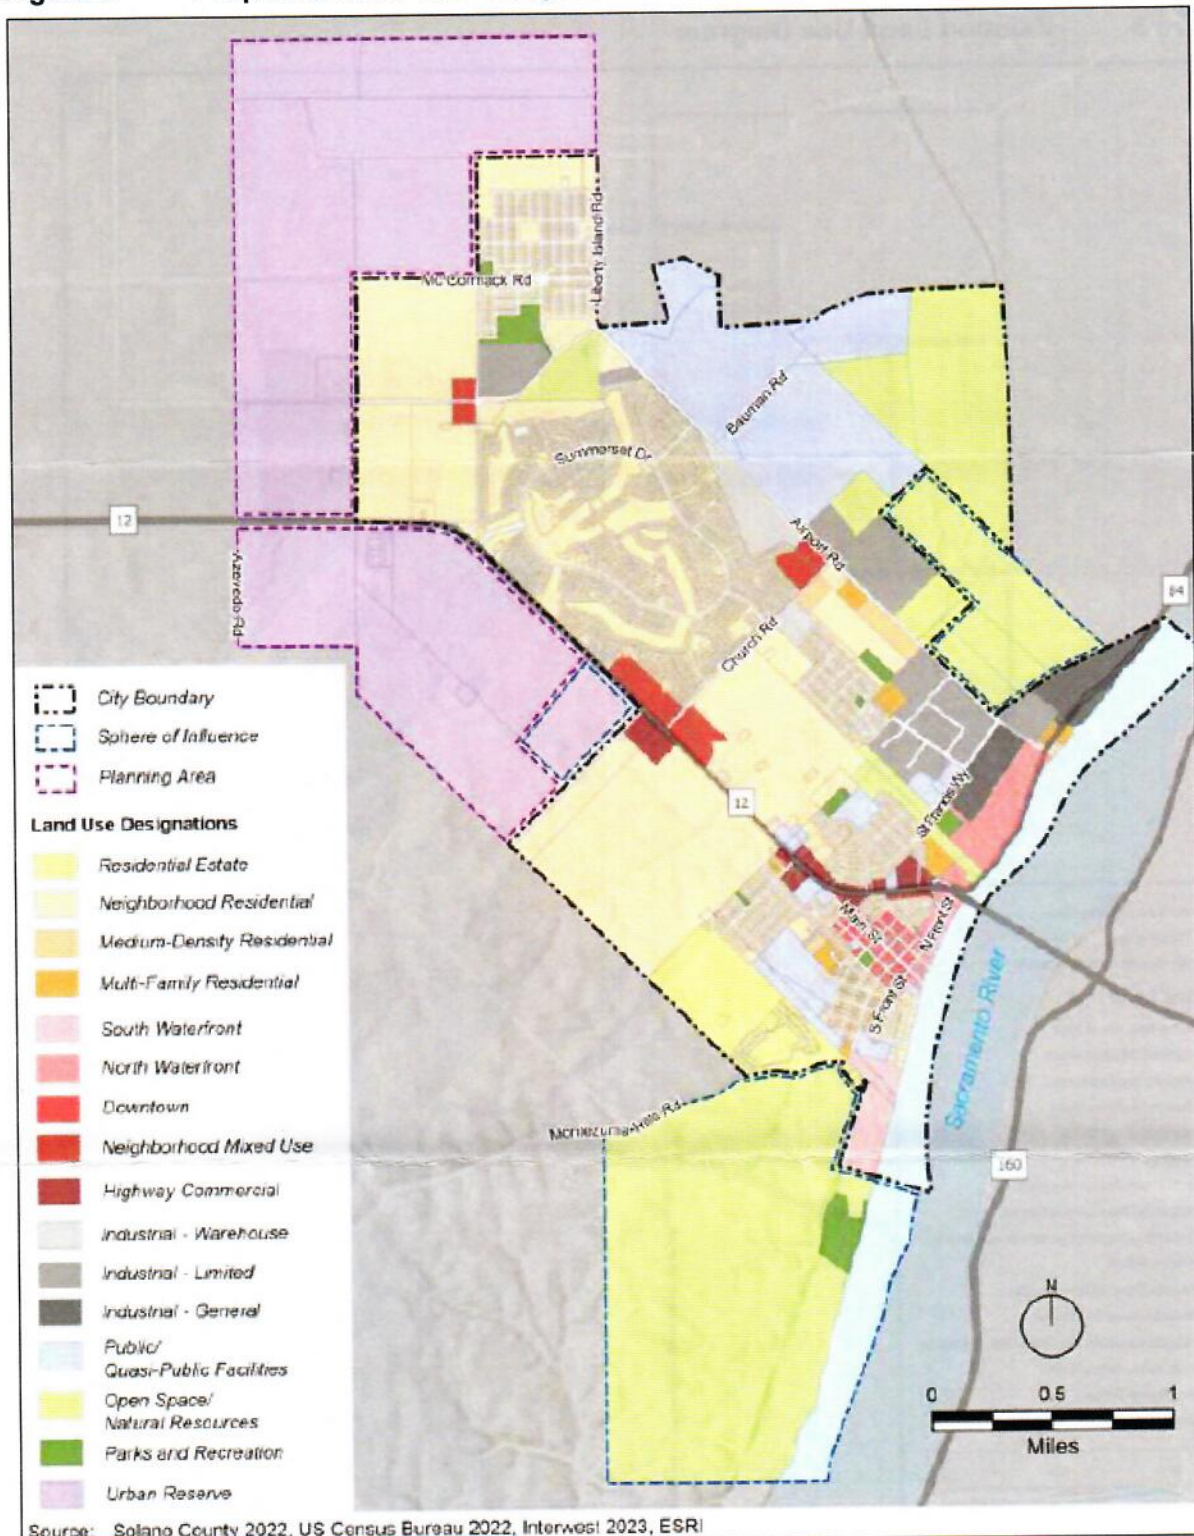 McCormack Rd
Liberty Island Rd
Bauman Rd
Summerset Dr
12
Airport Rd
Azevedo Rd
84
Church Rd
City Boundary
Sphere of Influence
Planning Area
12
St Francis Wy
Land Use Designations
Residential Estate
Neighborhood Residential
Medium-Density Residential
Multi-Family Residential
South Waterfront
North Waterfront
Downtown
Neighborhood Mixed Use
Highway Commercial
Industrial - Warehouse
Industrial - Limited
Industrial - General
Public/
Quasi-Public Facilities
Open Space/
Natural Resources
Parks and Recreation
Urban Reserve
Main St
N Front St
S Front St
Sacramento River
Montezuma Hills Rd
160
N
0 0.5 1
Miles
Source: Solano County 2022, US Census Bureau 2022, Interwest 2023, ESRI